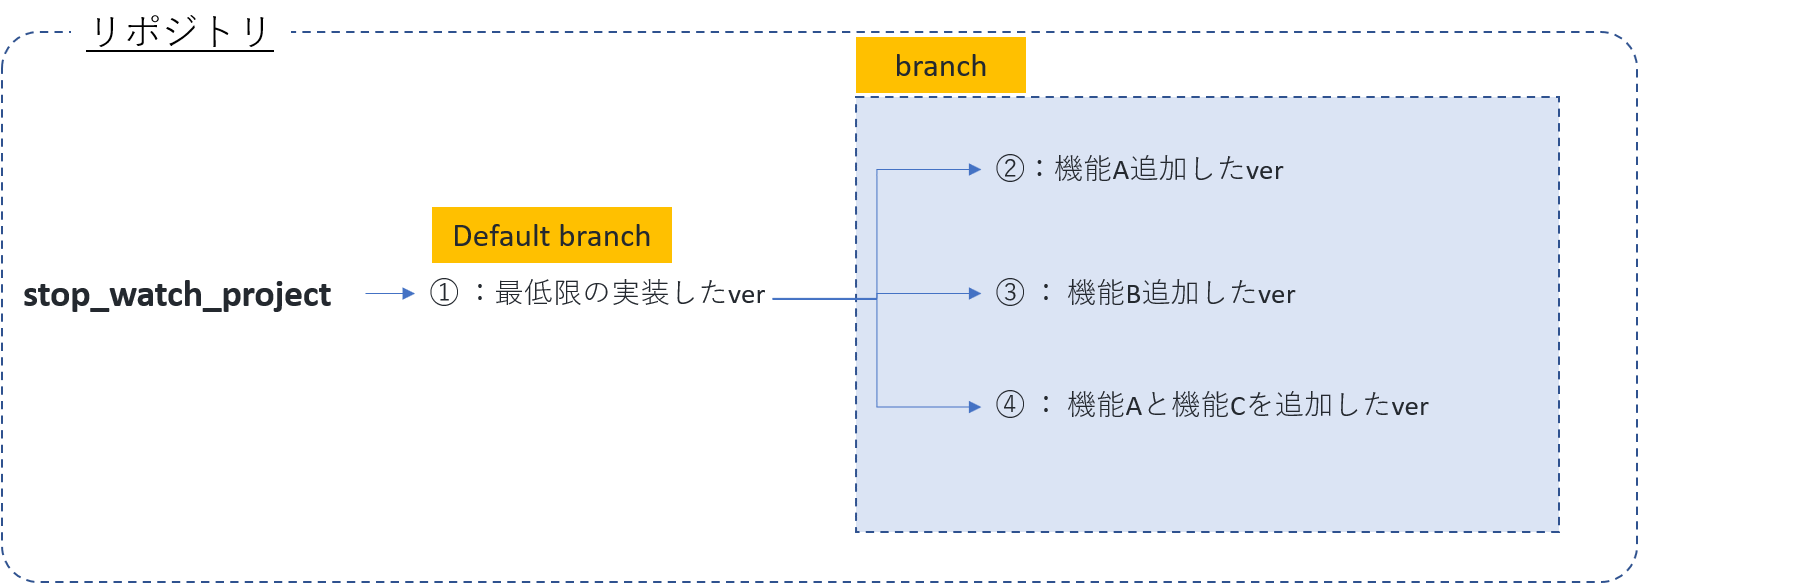 リポジトリ
branch
②：機能A追加したver
Default branch
stop_watch_project
① ：最低限の実装したver
③ ： 機能B追加したver
④ ： 機能Aと機能Cを追加したver